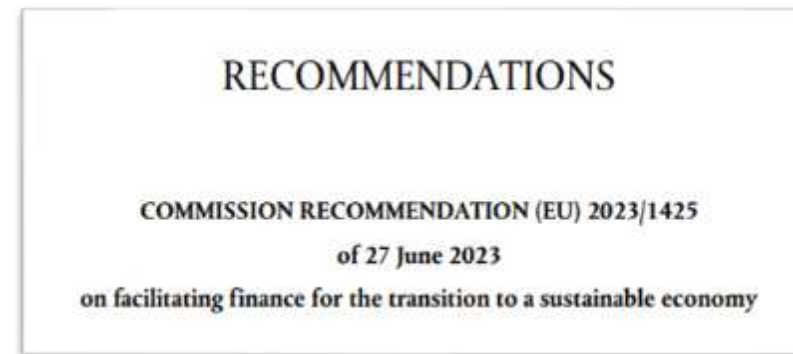 RECOMMENDATIONS
COMMISSION RECOMMENDATION (EU) 2023/1425
of 27 June 2023
on facilitating finance for the transition to a sustainable economy